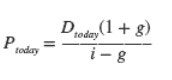 P_today = D_today(1 + g) / i − g